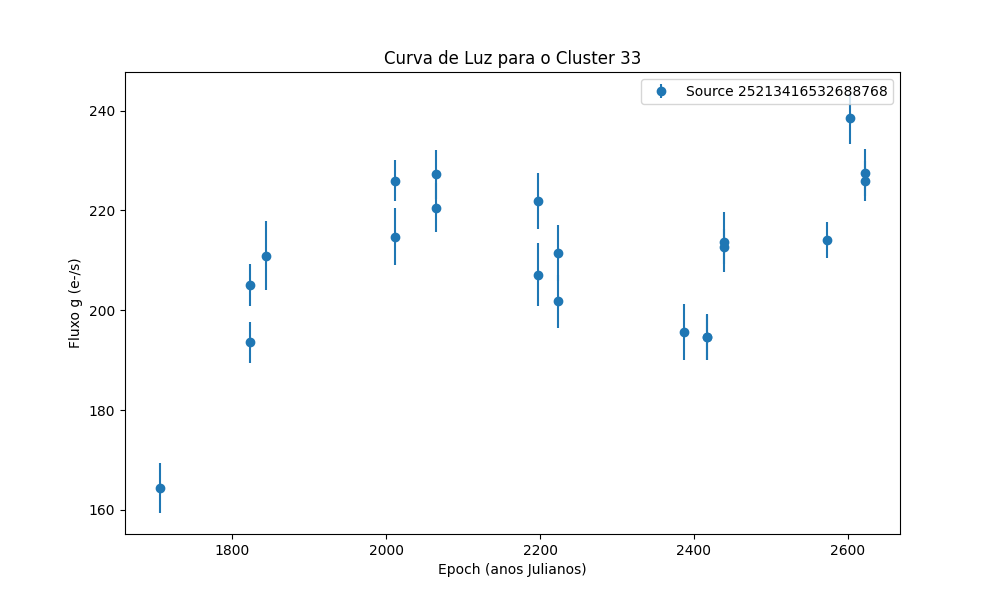 Curva de Luz para o Cluster 33
Source 25213416532688768
240
220
200
180
160
Fluxo g (e-/s)
1800
2000
2200
2400
2600
Epoch (anos Julianos)